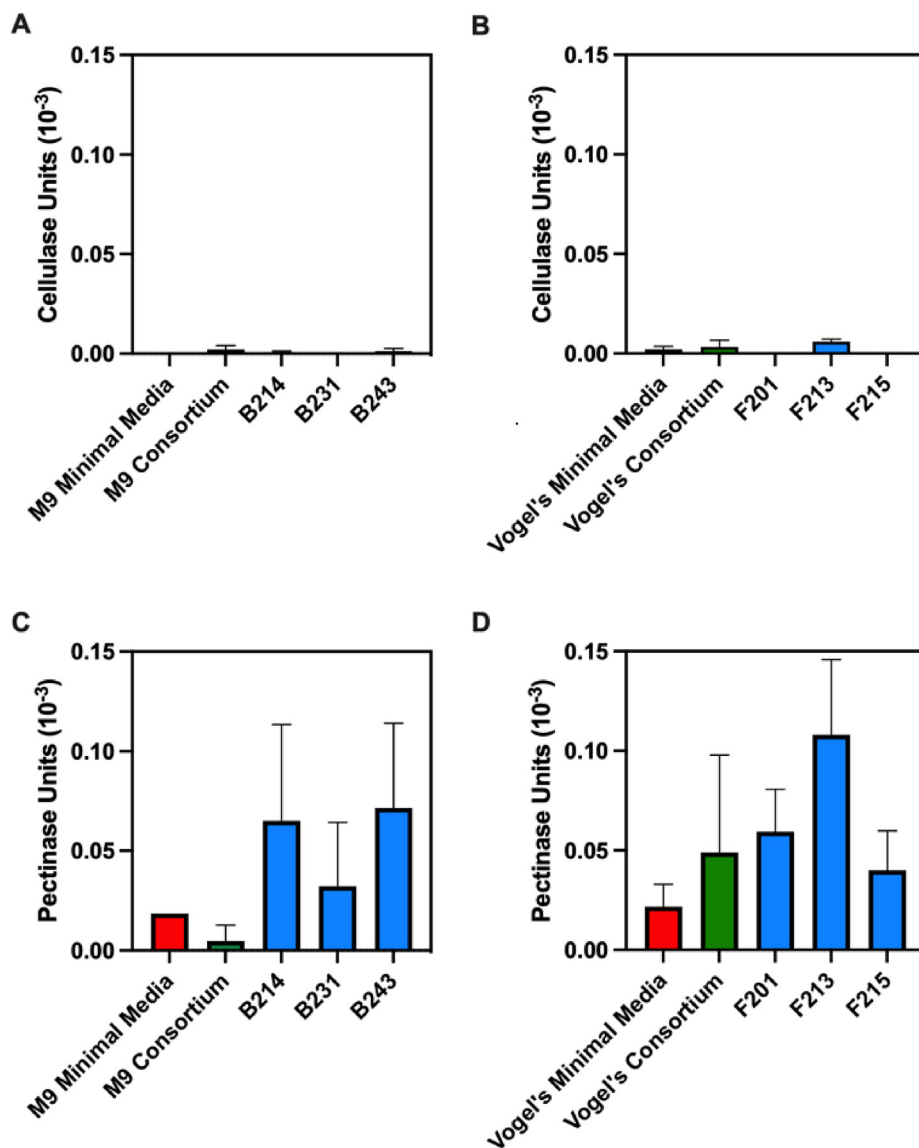 A
Cellulase Units (10-3)
0.15
0.10
0.05
0.00
M9 Minimal Media
M9 Consortium
B214
B231
B243
B
Cellulase Units (10-3)
0.15
0.10
0.05
0.00
Vogel's Minimal Media
Vogel's Consortium
F201
F213
F215
C
Pectinase Units (10-3)
0.15
0.10
0.05
0.00
M9 Minimal Media
M9 Consortium
B214
B231
B243
D
Pectinase Units (10-3)
0.15
0.10
0.05
0.00
Vogel's Minimal Media
Vogel's Consortium
F201
F213
F215